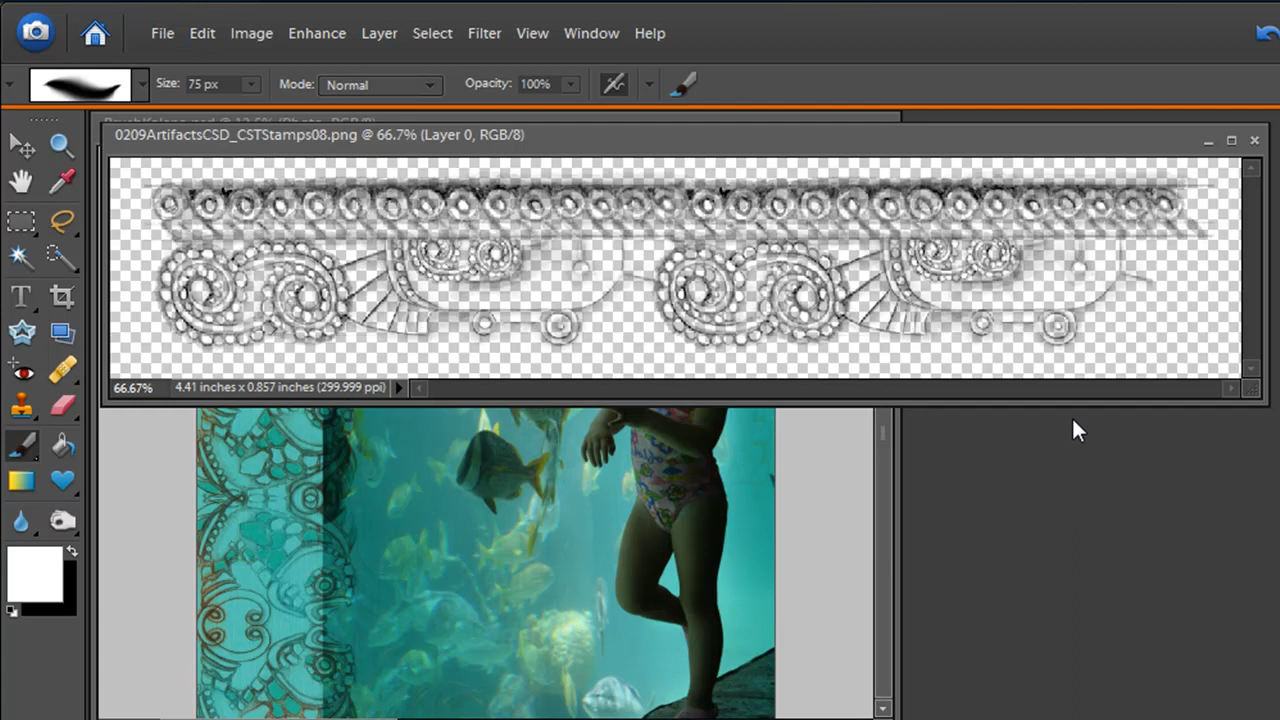 File Edit Image Enhance Layer Select Filter View Window Help
Size: 75 px Mode: Normal Opacity: 100%
0209ArtifactsCSD_CSTStamps08.png @ 66.7% (Layer 0, RGB/8)
66.67% 4.41 inches x 0.857 inches (299.999 ppi)